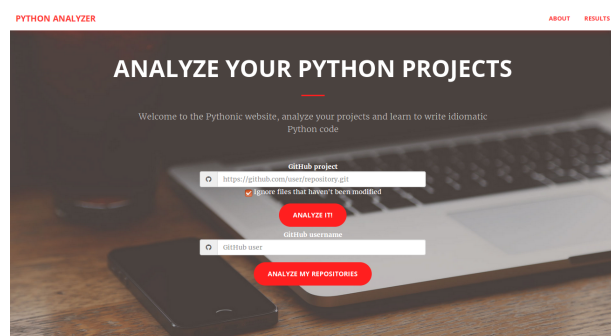 PYTHON ANALYZER
ABOUT RESULTS
ANALYZE YOUR PYTHON PROJECTS
Welcome to the Pythonic website, analyze your projects and learn to write idiomatic
Python code
GitHub project
https://github.com/user/repository.git
Ignore files that haven't been modified
ANALYZE IT!
GitHub username
GitHub user
ANALYZE MY REPOSITORIES